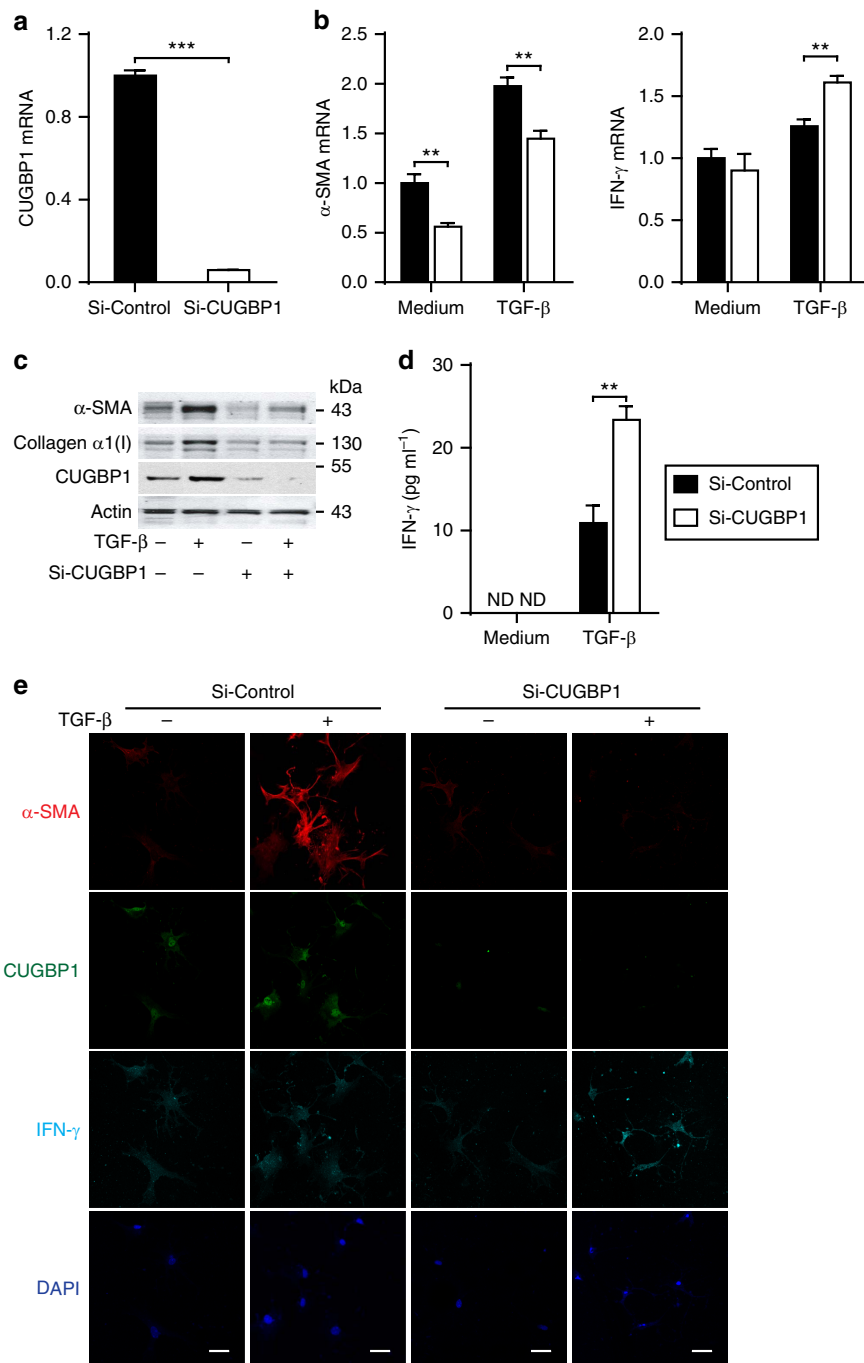 a
1.2
0.8
0.4
0.0
CUGBP1 mRNA
***
Si-Control Si-CUGBP1
b
2.5
2.0
1.5
1.0
0.5
0.0
α-SMA mRNA
**
**
Medium TGF-β
2.0
1.5
1.0
0.5
0.0
IFN-γ mRNA
**
Medium TGF-β
c
kDa
α-SMA 43
Collagen α1(I) 130
55
CUGBP1
Actin 43
TGF-β – + – +
Si-CUGBP1 – – + +
d
30
20
10
0
IFN-γ (pg ml⁻¹)
**
ND ND
Medium TGF-β
Si-Control
Si-CUGBP1
e
Si-Control Si-CUGBP1
TGF-β – + – +
α-SMA
CUGBP1
IFN-γ
DAPI